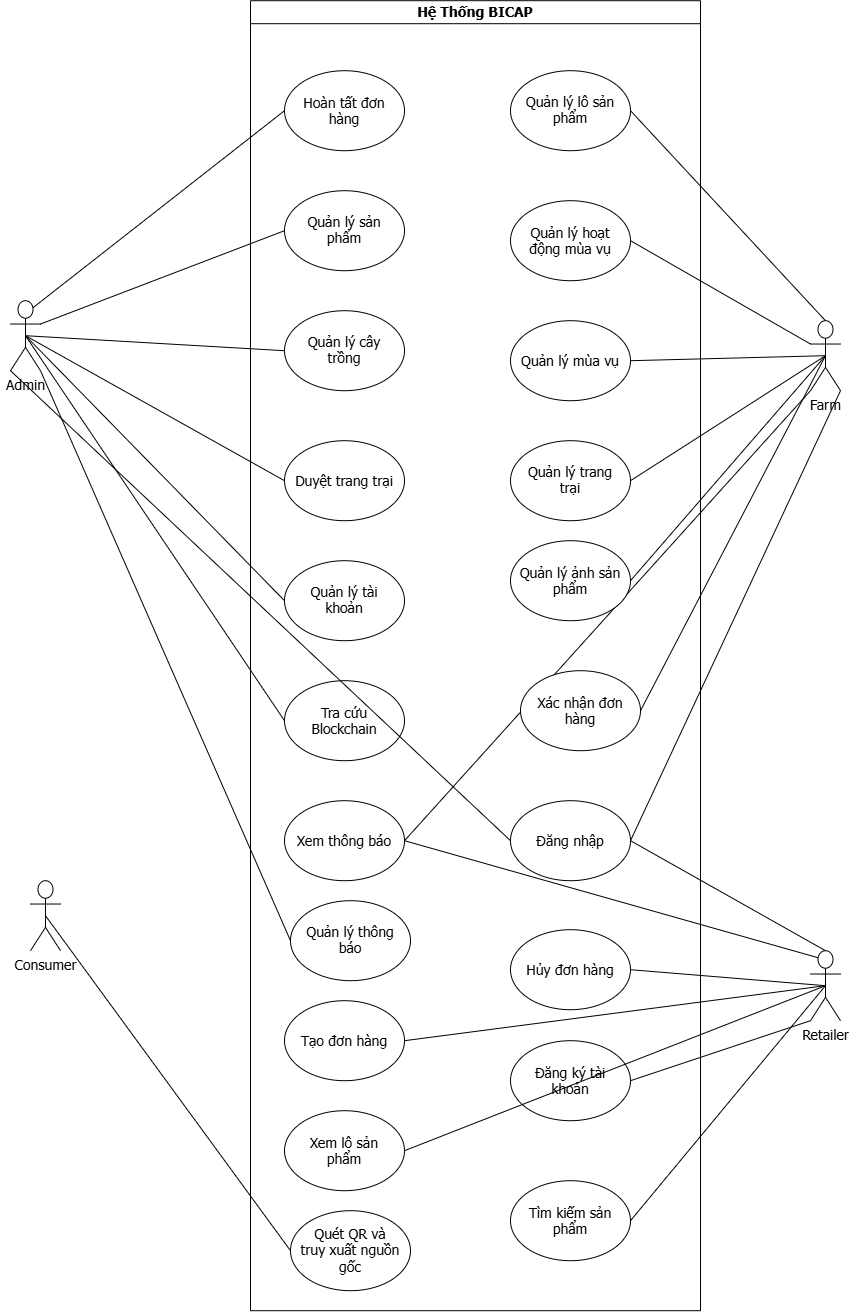 Hệ Thống BICAP
Hoàn tất đơn
hàng
Quản lý lô sản
phẩm
Quản lý sản
phẩm
Quản lý hoạt
động mùa vụ
Quản lý cây
trồng
Quản lý mùa vụ
Admin
Farm
Duyệt trang trại
Quản lý trang
trại
Quản lý tài
khoản
Quản lý ảnh sản
phẩm
Tra cứu
Blockchain
Xác nhận đơn
hàng
Xem thông báo
Đăng nhập
Consumer
Quản lý thông
báo
Hủy đơn hàng
Retailer
Tạo đơn hàng
Đăng ký tài
khoản
Xem lô sản
phẩm
Tìm kiếm sản
phẩm
Quét QR và
truy xuất nguồn
gốc